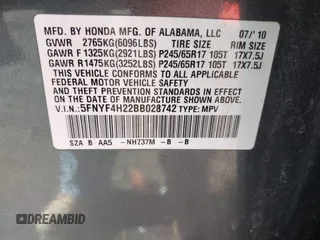 MFD. BY HONDA MFG. OF ALABAMA, LLC 07/'10
GVWR 2765KG(6096LBS) TIRE SIZE RIM SIZE
GAWR F 1325KG(2921LBS) P245/65R17 105T 17X7.5J
GAWR R1475KG(3252LBS) P245/65R17 105T 17X7.5J
THIS VEHICLE CONFORMS TO ALL APPLICABLE
FEDERAL MOTOR VEHICLE SAFETY AND THEFT
PREVENTION STANDARDS IN EFFECT ON THE
DATE OF MANUFACTURE SHOWN ABOVE.
V.I.N.: 5FNYF4H22BB028742 TYPE: MPV
SZA B AA5 -NH737M -B -B
DREAMBID